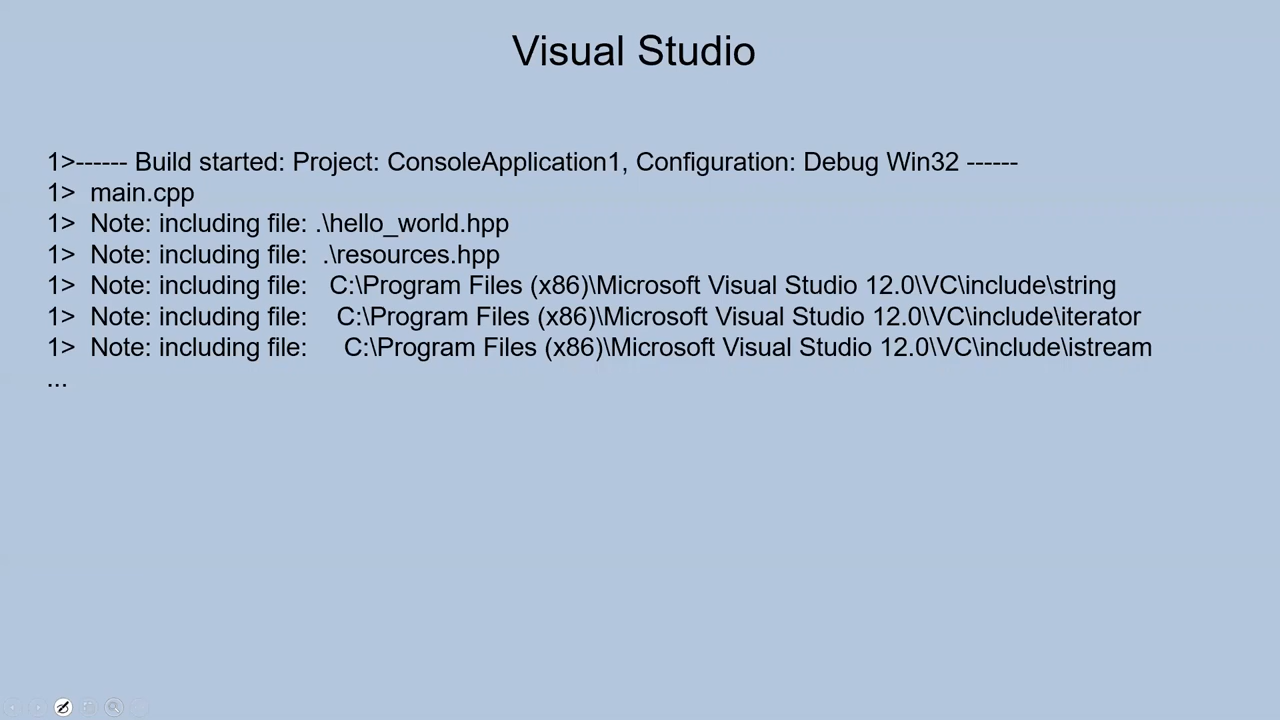 Visual Studio
1>------ Build started: Project: ConsoleApplication1, Configuration: Debug Win32 ------
1>  main.cpp
1>  Note: including file: .\hello_world.hpp
1>  Note: including file:  .\resources.hpp
1>  Note: including file:   C:\Program Files (x86)\Microsoft Visual Studio 12.0\VC\include\string
1>  Note: including file:    C:\Program Files (x86)\Microsoft Visual Studio 12.0\VC\include\iterator
1>  Note: including file:     C:\Program Files (x86)\Microsoft Visual Studio 12.0\VC\include\istream
...